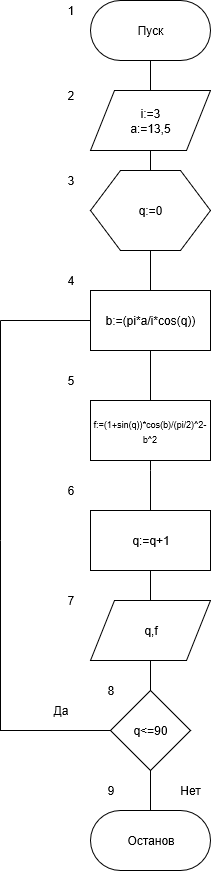 1
Пуск
2
i:=3
a:=13,5
3
q:=0
4
b:=(pi*a/i*cos(q))
5
f:=(1+sin(q))^cos(b)/(pi/2)^2-
b^2
6
q:=q+1
7
q,f
8
q<=90
Да
9
Нет
Останов